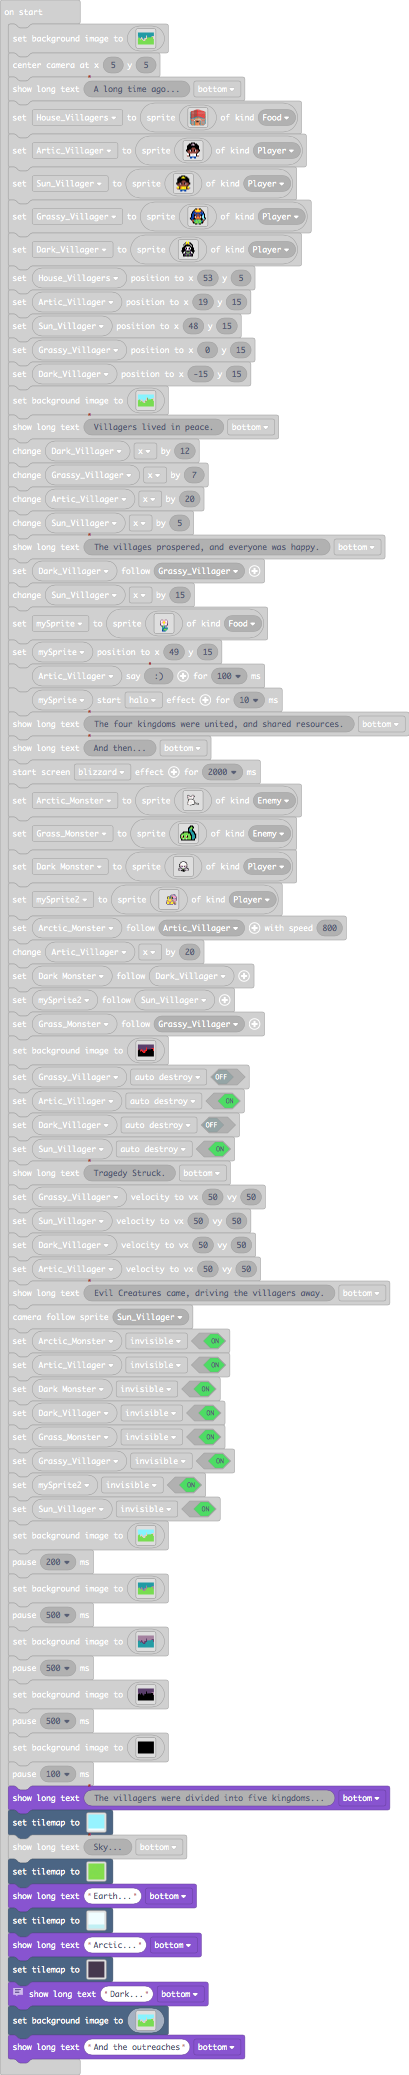 on start
set background image to
center camera at x 5 y 5
show long text A long time ago... bottom
set House_Villagers to sprite of kind Food
set Artic_Villager to sprite of kind Player
set Sun_Villager to sprite of kind Player
set Grassy_Villager to sprite of kind Player
set Dark_Villager to sprite of kind Player
set House_Villagers position to x 53 y 5
set Artic_Villager position to x 19 y 15
set Sun_Villager position to x 48 y 15
set Grassy_Villager position to x 0 y 15
set Dark_Villager position to x -15 y 15
set background image to
show long text Villagers lived in peace. bottom
change Dark_Villager x by 12
change Grassy_Villager x by 7
change Artic_Villager x by 20
change Sun_Villager x by 5
show long text The villages prospered, and everyone was happy. bottom
set Dark_Villager follow Grassy_Villager
change Sun_Villager x by 15
set mySprite to sprite of kind Food
set mySprite position to x 49 y 15
Artic_Villager say :) for 100 ms
mySprite start halo effect for 10 ms
show long text The four kingdoms were united, and shared resources. bottom
show long text And then... bottom
start screen blizzard effect for 2000 ms
set Arctic_Monster to sprite of kind Enemy
set Grass_Monster to sprite of kind Enemy
set Dark Monster to sprite of kind Player
set mySprite2 to sprite of kind Player
set Arctic_Monster follow Artic_Villager with speed 800
change Artic_Villager x by 20
set Dark Monster follow Dark_Villager
set mySprite2 follow Sun_Villager
set Grass_Monster follow Grassy_Villager
set background image to
set Grassy_Villager auto destroy OFF
set Artic_Villager auto destroy ON
set Dark_Villager auto destroy OFF
set Sun_Villager auto destroy ON
show long text Tragedy Struck. bottom
set Grassy_Villager velocity to vx 50 vy 50
set Sun_Villager velocity to vx 50 vy 50
set Dark_Villager velocity to vx 50 vy 50
set Artic_Villager velocity to vx 50 vy 50
show long text Evil Creatures came, driving the villagers away. bottom
camera follow sprite Sun_Villager
set Arctic_Monster invisible ON
set Artic_Villager invisible ON
set Dark Monster invisible ON
set Dark_Villager invisible ON
set Grass_Monster invisible ON
set Grassy_Villager invisible ON
set mySprite2 invisible ON
set Sun_Villager invisible ON
set background image to
pause 200 ms
set background image to
pause 500 ms
set background image to
pause 500 ms
set background image to
pause 500 ms
set background image to
pause 100 ms
show long text The villagers were divided into five kingdoms... bottom
set tilemap to
show long text Sky... bottom
set tilemap to
show long text "Earth..." bottom
set tilemap to
show long text "Arctic..." bottom
set tilemap to
show long text "Dark..." bottom
set background image to
show long text "And the outreaches" bottom